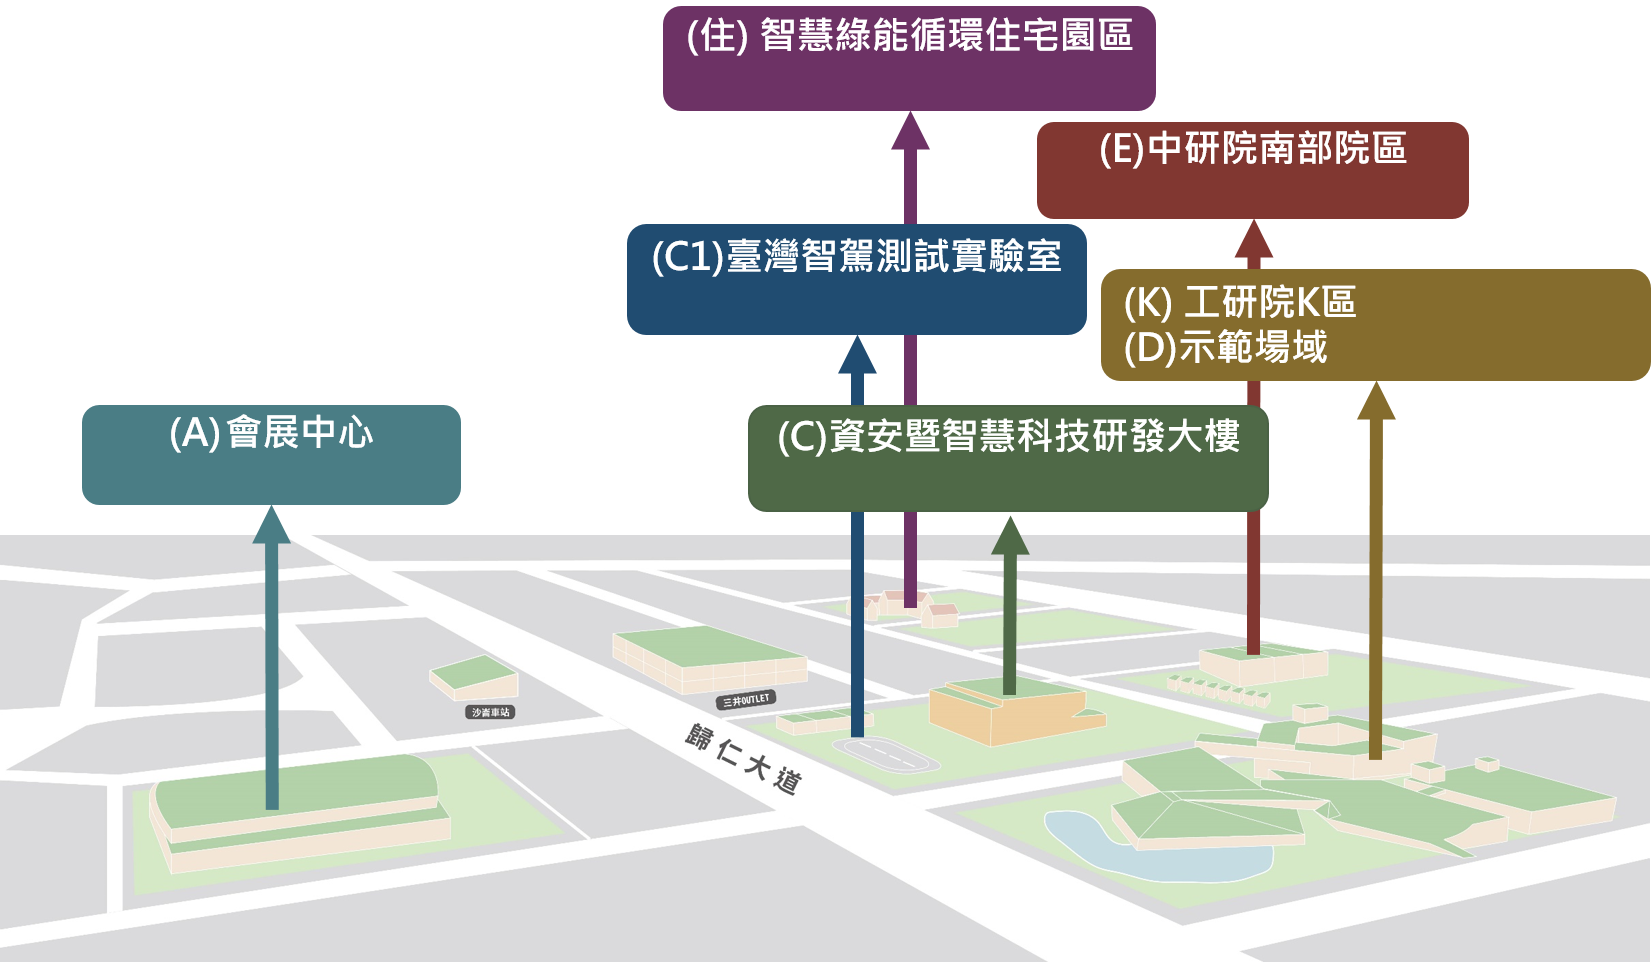 (住) 智慧綠能循環住宅園區
(E)中研院南部院區
(C1)臺灣智駕測試實驗室
(K) 工研院K區
(D)示範場域
(A)會展中心
(C)資安暨智慧科技研發大樓
三井OUTLET
沙崙車站
歸仁大道